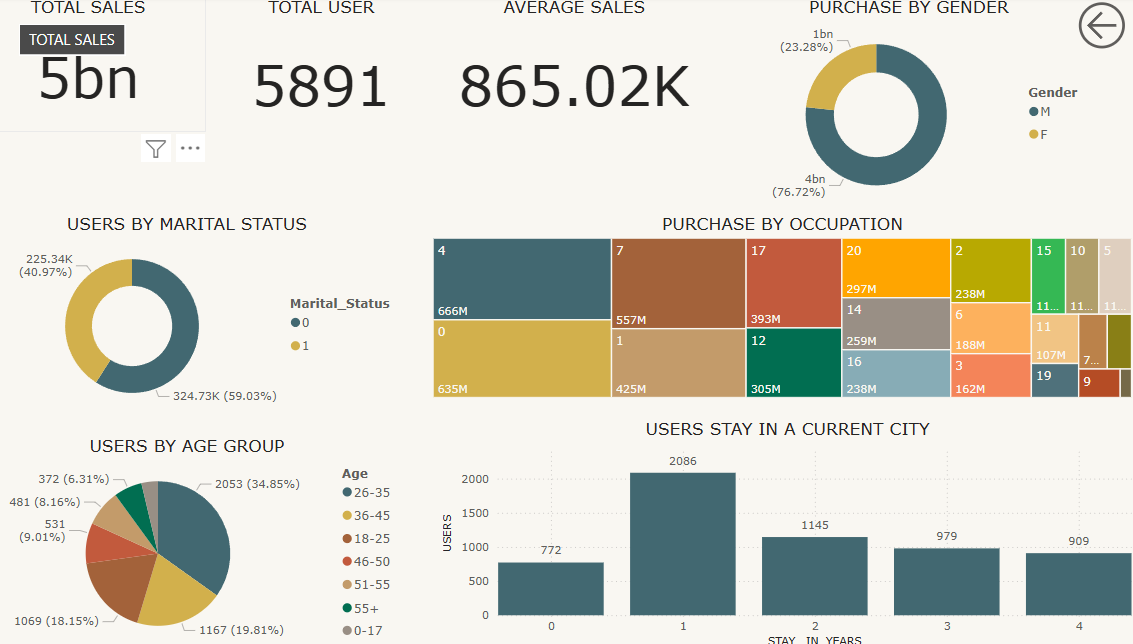 TOTAL SALES
TOTAL USER
AVERAGE SALES
PURCHASE BY GENDER
TOTAL SALES
5bn
5891
865.02K
1bn
(23.28%)
4bn
(76.72%)
Gender
M
F
USERS BY MARITAL STATUS
225.34K
(40.97%)
324.73K (59.03%)
Marital_Status
0
1
PURCHASE BY OCCUPATION
4
666M
0
635M
7
557M
1
425M
17
393M
12
305M
20
297M
14
259M
16
238M
2
238M
6
188M
3
162M
15
11...
10
11...
5
11...
11
107M
7...
19
9
USERS BY AGE GROUP
372 (6.31%)
2053 (34.85%)
481 (8.16%)
531
(9.01%)
1069 (18.15%)
1167 (19.81%)
Age
26-35
36-45
18-25
46-50
51-55
55+
0-17
USERS STAY IN A CURRENT CITY
USERS
2000
1500
1000
500
0
772
2086
1145
979
909
0
1
2
3
4
STAY_IN_YEARS